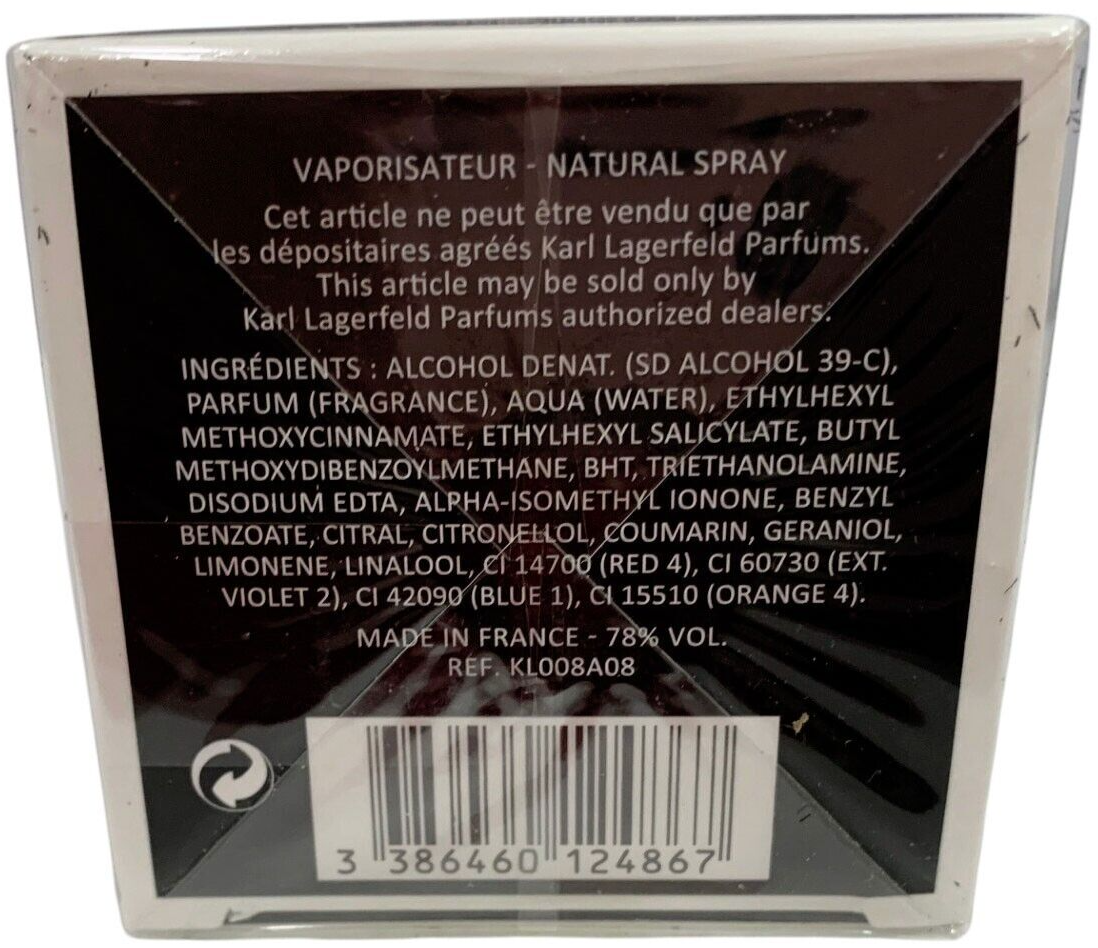 VAPORISATEUR - NATURAL SPRAY
Cet article ne peut être vendu que par
les dépositaires agréés Karl Lagerfeld Parfums.
This article may be sold only by
Karl Lagerfeld Parfums authorized dealers.
INGRÉDIENTS : ALCOHOL DENAT. (SD ALCOHOL 39-C),
PARFUM (FRAGRANCE), AQUA (WATER), ETHYLHEXYL
METHOXYCINNAMATE, ETHYLHEXYL SALICYLATE, BUTYL
METHOXYDIBENZOYLMETHANE, BHT, TRIETHANOLAMINE,
DISODIUM EDTA, ALPHA-ISOMETHYL IONONE, BENZYL
BENZOATE, CITRAL, CITRONELLOL, COUMARIN, GERANIOL,
LIMONENE, LINALOOL, CI 14700 (RED 4), CI 60730 (EXT.
VIOLET 2), CI 42090 (BLUE 1), CI 15510 (ORANGE 4).
MADE IN FRANCE - 78% VOL.
REF. KL008A08
3 386460 124867